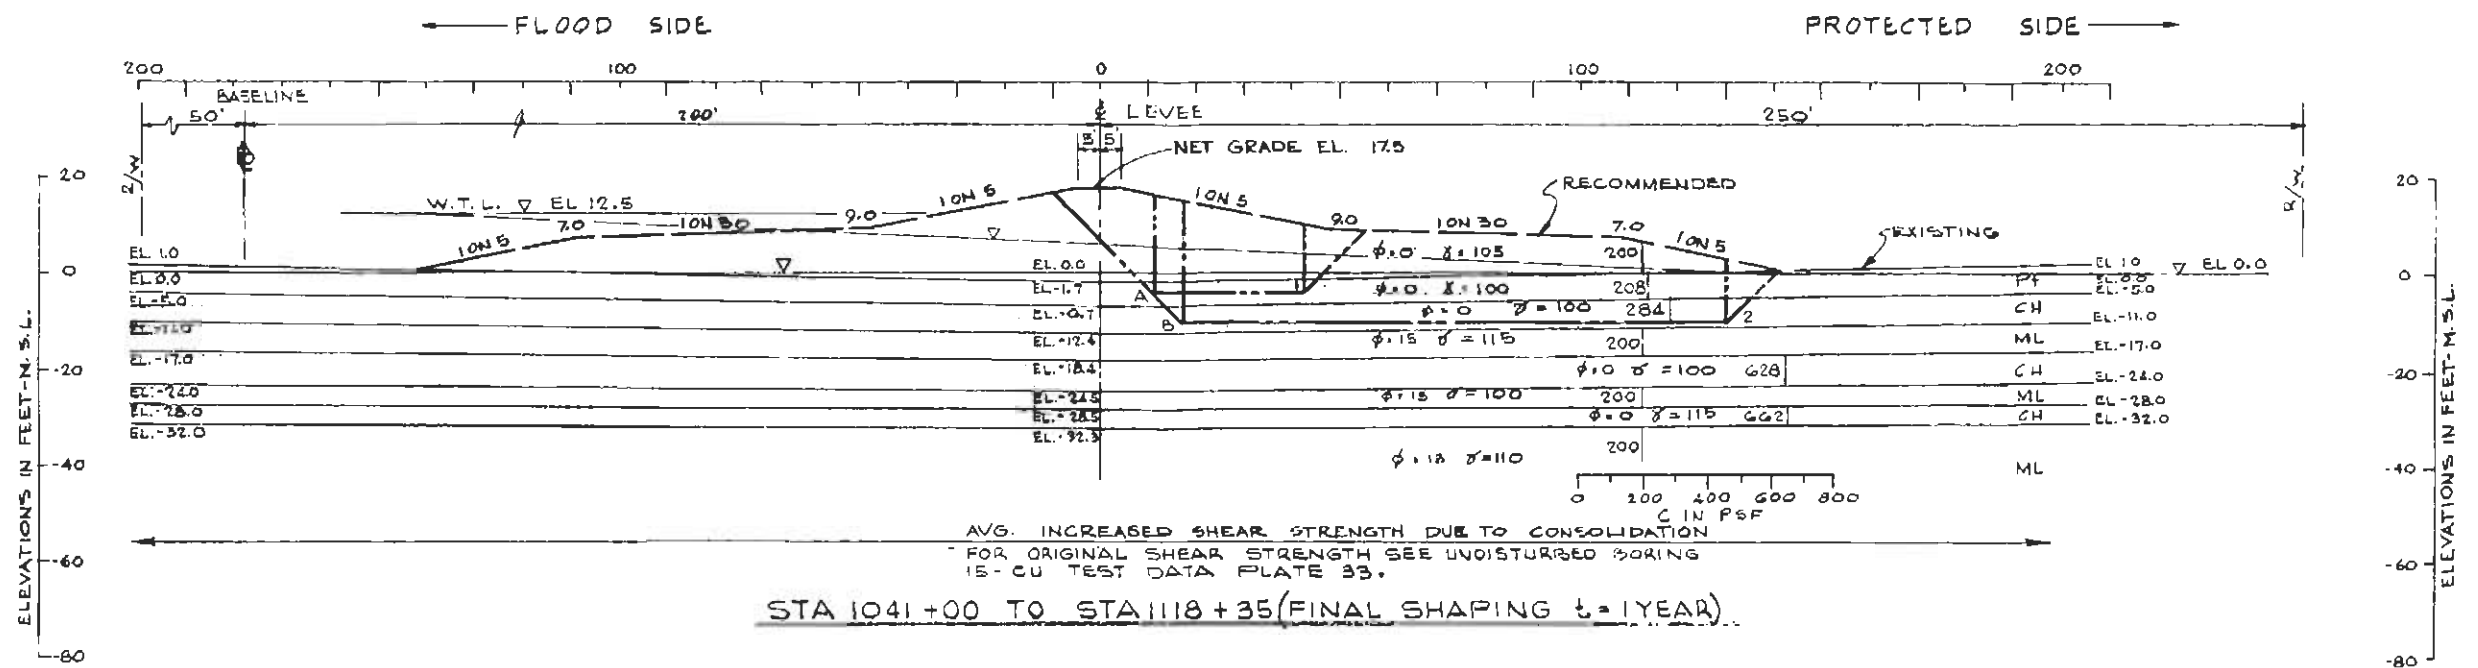 FLOOD SIDE
PROTECTED SIDE
200 100 0 100 200
BASELINE
50' 200' ℄ LEVEE 250'
3' 5'
NET GRADE EL. 17.5
R/W
R/W
RECOMMENDED
W.T.L. ▽ EL 12.5
1 ON 5 7.0 1 ON 30 9.0 1 ON 5
1 ON 5 9.0 1 ON 30 7.0 1 ON 5
EXISTING
EL 1.0 EL. 0.0 φ=0 γ=105 200 EL 1.0 ▽ EL 0.0
EL 0.0 EL-1.7 φ=0 γ=100 208 PT EL 0.0
EL-5.0 A EL.-5.0
φ=0 γ=100 284 CH
B 2 EL-11.0
EL.-12.4 φ=15 γ=115 200 ML
EL.-17.0 EL-17.0
EL.-18.4 φ=0 γ=100 628 CH
EL.-24.5 φ=15 γ=100 200 ML
EL.-28.0 EL.-28.5 φ=0 γ=115 662 CH EL-28.0
EL.-32.0 EL.-32.3 EL.-32.0
200
γ=110 ML
0 200 400 600 800
C IN PSF
20 0 -20 -40 -60 -80
ELEVATIONS IN FEET-M.S.L.
20 0 -20 -40 -60 -80
ELEVATIONS IN FEET-M.S.L.
AVG. INCREASED SHEAR STRENGTH DUE TO CONSOLIDATION
FOR ORIGINAL SHEAR STRENGTH SEE UNDISTURBED BORING
15-CU TEST DATA PLATE 33.
STA 1041+00 TO STA 1118+35 (FINAL SHAPING t=1YEAR)